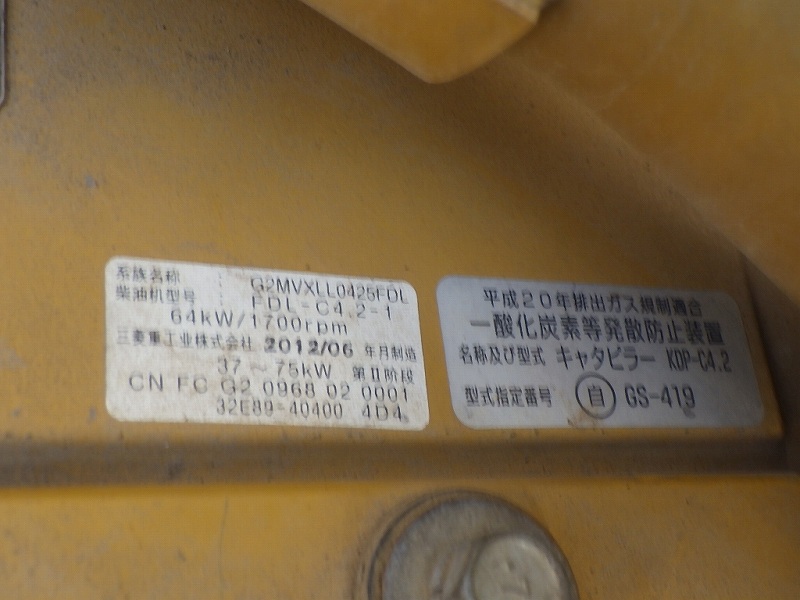 系族名称 : G2MVXLL0425FDL
柴油机型号 : FDL-C4.2-1
64kW/1700rpm
三菱重工业株式会社 2012/06 年月制造
37～75kW 第II阶段
CN FC G2 0968 02 0001
32E89-40400 4D4
平成20年排出ガス規制適合
一酸化炭素等発散防止装置
名称及び型式 キャタピラー KDP-C4.2
型式指定番号 自 GS-419